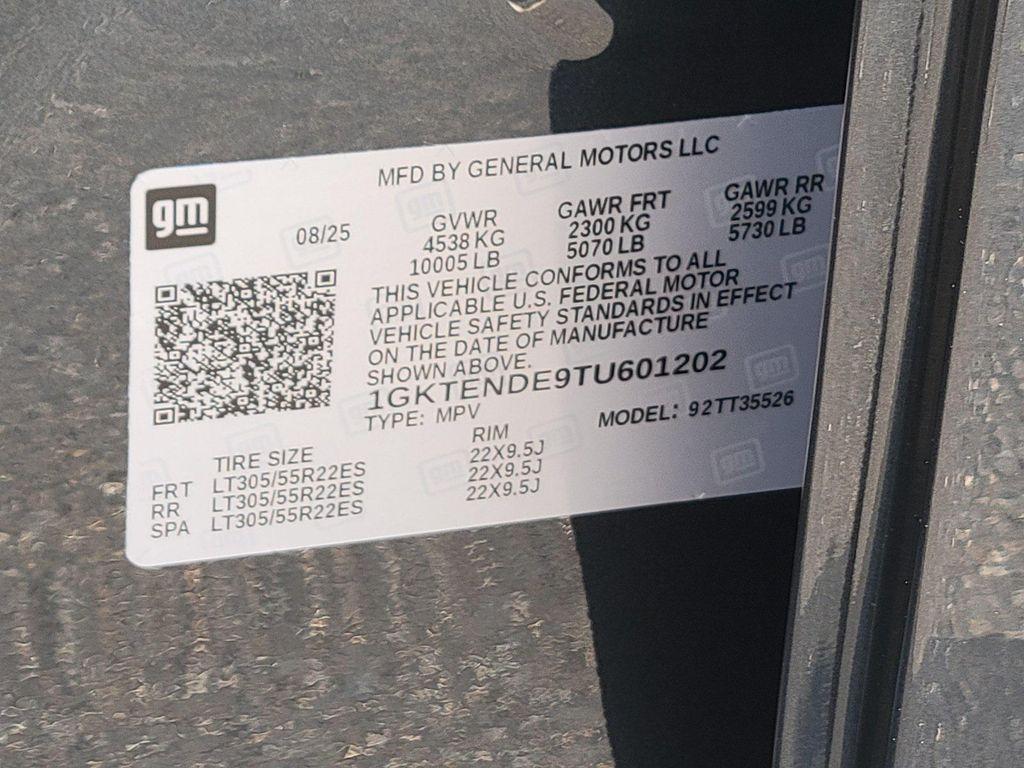 MFD BY GENERAL MOTORS LLC
gm
08/25
GVWR GAWR FRT GAWR RR
4538 KG 2300 KG 2599 KG
10005 LB 5070 LB 5730 LB
THIS VEHICLE CONFORMS TO ALL
APPLICABLE U.S. FEDERAL MOTOR
VEHICLE SAFETY STANDARDS IN EFFECT
ON THE DATE OF MANUFACTURE
SHOWN ABOVE.
1GKTENDE9TU601202
TYPE: MPV MODEL: 92TT35526
TIRE SIZE RIM
FRT LT305/55R22ES 22X9.5J
RR LT305/55R22ES 22X9.5J
SPA LT305/55R22ES 22X9.5J